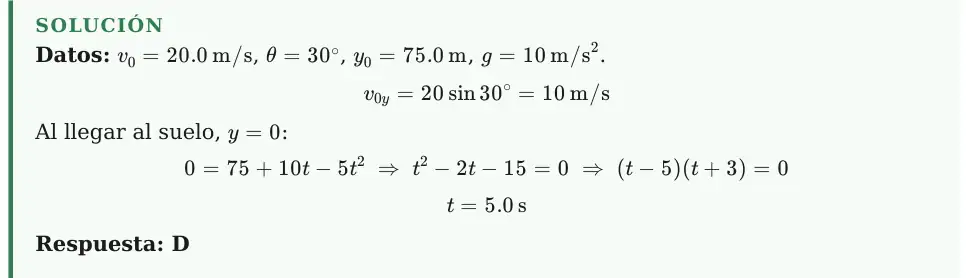 SOLUCIÓN
Datos: v₀ = 20.0 m/s, θ = 30°, y₀ = 75.0 m, g = 10 m/s².
v₀y = 20 sin 30° = 10 m/s
Al llegar al suelo, y = 0:
0 = 75 + 10t − 5t² ⇒ t² − 2t − 15 = 0 ⇒ (t − 5)(t + 3) = 0
t = 5.0 s
Respuesta: D